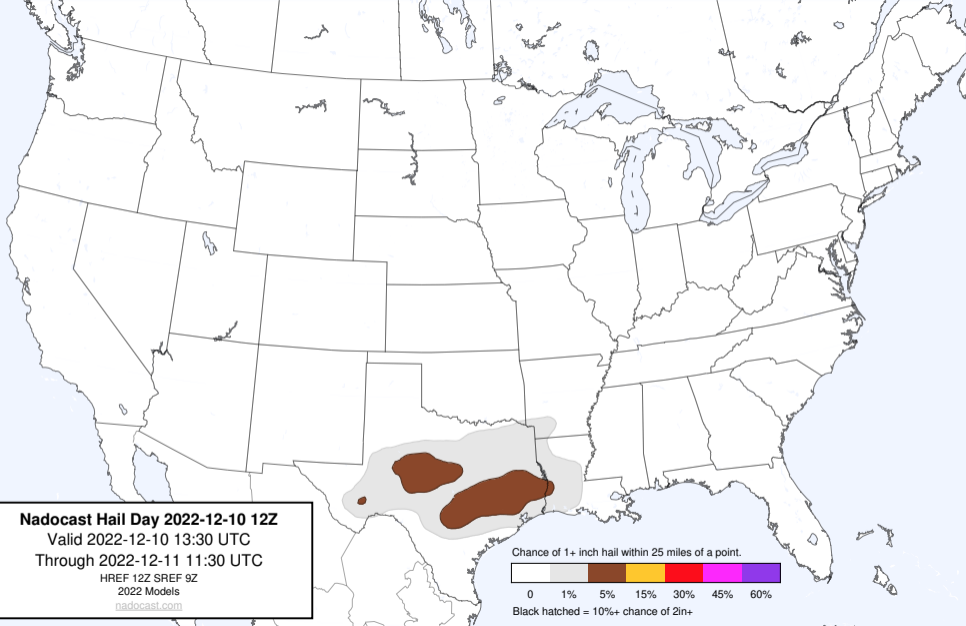 Nadocast Hail Day 2022-12-10 12Z
Valid 2022-12-10 13:30 UTC
Through 2022-12-11 11:30 UTC
HREF 12Z SREF 9Z
2022 Models
nadocast.com
Chance of 1+ inch hail within 25 miles of a point.
0 1% 5% 15% 30% 45% 60%
Black hatched = 10%+ chance of 2in+